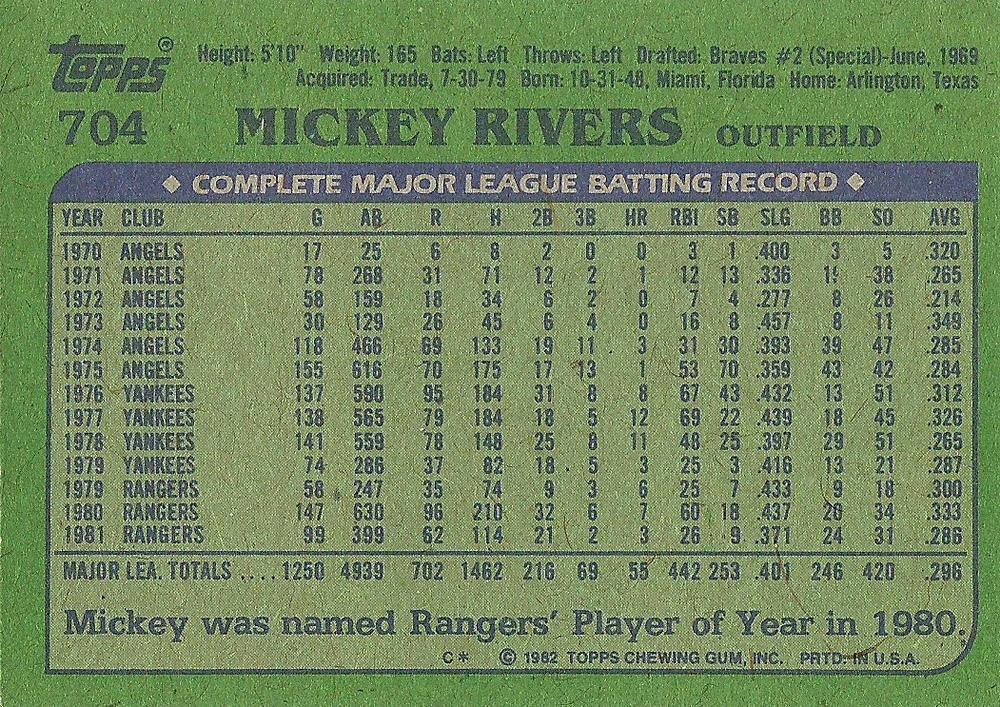 Topps® Height: 5'10" Weight: 165 Bats: Left Throws: Left Drafted: Braves #2 (Special)-June, 1969
Acquired: Trade, 7-30-79 Born: 10-31-48, Miami, Florida Home: Arlington, Texas
704 MICKEY RIVERS OUTFIELD
◆ COMPLETE MAJOR LEAGUE BATTING RECORD ◆
YEAR CLUB G AB R H 2B 3B HR RBI SB SLG BB SO AVG
1970 ANGELS 17 25 6 8 2 0 0 3 1 .400 3 5 .320
1971 ANGELS 78 268 31 71 12 2 1 12 13 .336 19 38 .265
1972 ANGELS 58 159 18 34 6 2 0 7 4 .277 8 26 .214
1973 ANGELS 30 129 26 45 6 4 0 16 8 .457 8 11 .349
1974 ANGELS 118 466 69 133 19 11 3 31 30 .393 39 47 .285
1975 ANGELS 155 616 70 175 17 13 1 53 70 .359 43 42 .284
1976 YANKEES 137 590 95 184 31 8 8 67 43 .432 13 51 .312
1977 YANKEES 138 565 79 184 18 5 12 69 22 .439 18 45 .326
1978 YANKEES 141 559 78 148 25 8 11 48 25 .397 29 51 .265
1979 YANKEES 74 286 37 82 18 5 3 25 3 .416 13 21 .287
1979 RANGERS 58 247 35 74 9 3 6 25 7 .433 9 18 .300
1980 RANGERS 147 630 96 210 32 6 7 60 18 .437 20 34 .333
1981 RANGERS 99 399 62 114 21 2 3 26 9 .371 24 31 .286
MAJOR LEA. TOTALS .... 1250 4939 702 1462 216 69 55 442 253 .401 246 420 .296
Mickey was named Rangers' Player of Year in 1980.
C* © 1982 TOPPS CHEWING GUM, INC. PRTD. IN U.S.A.